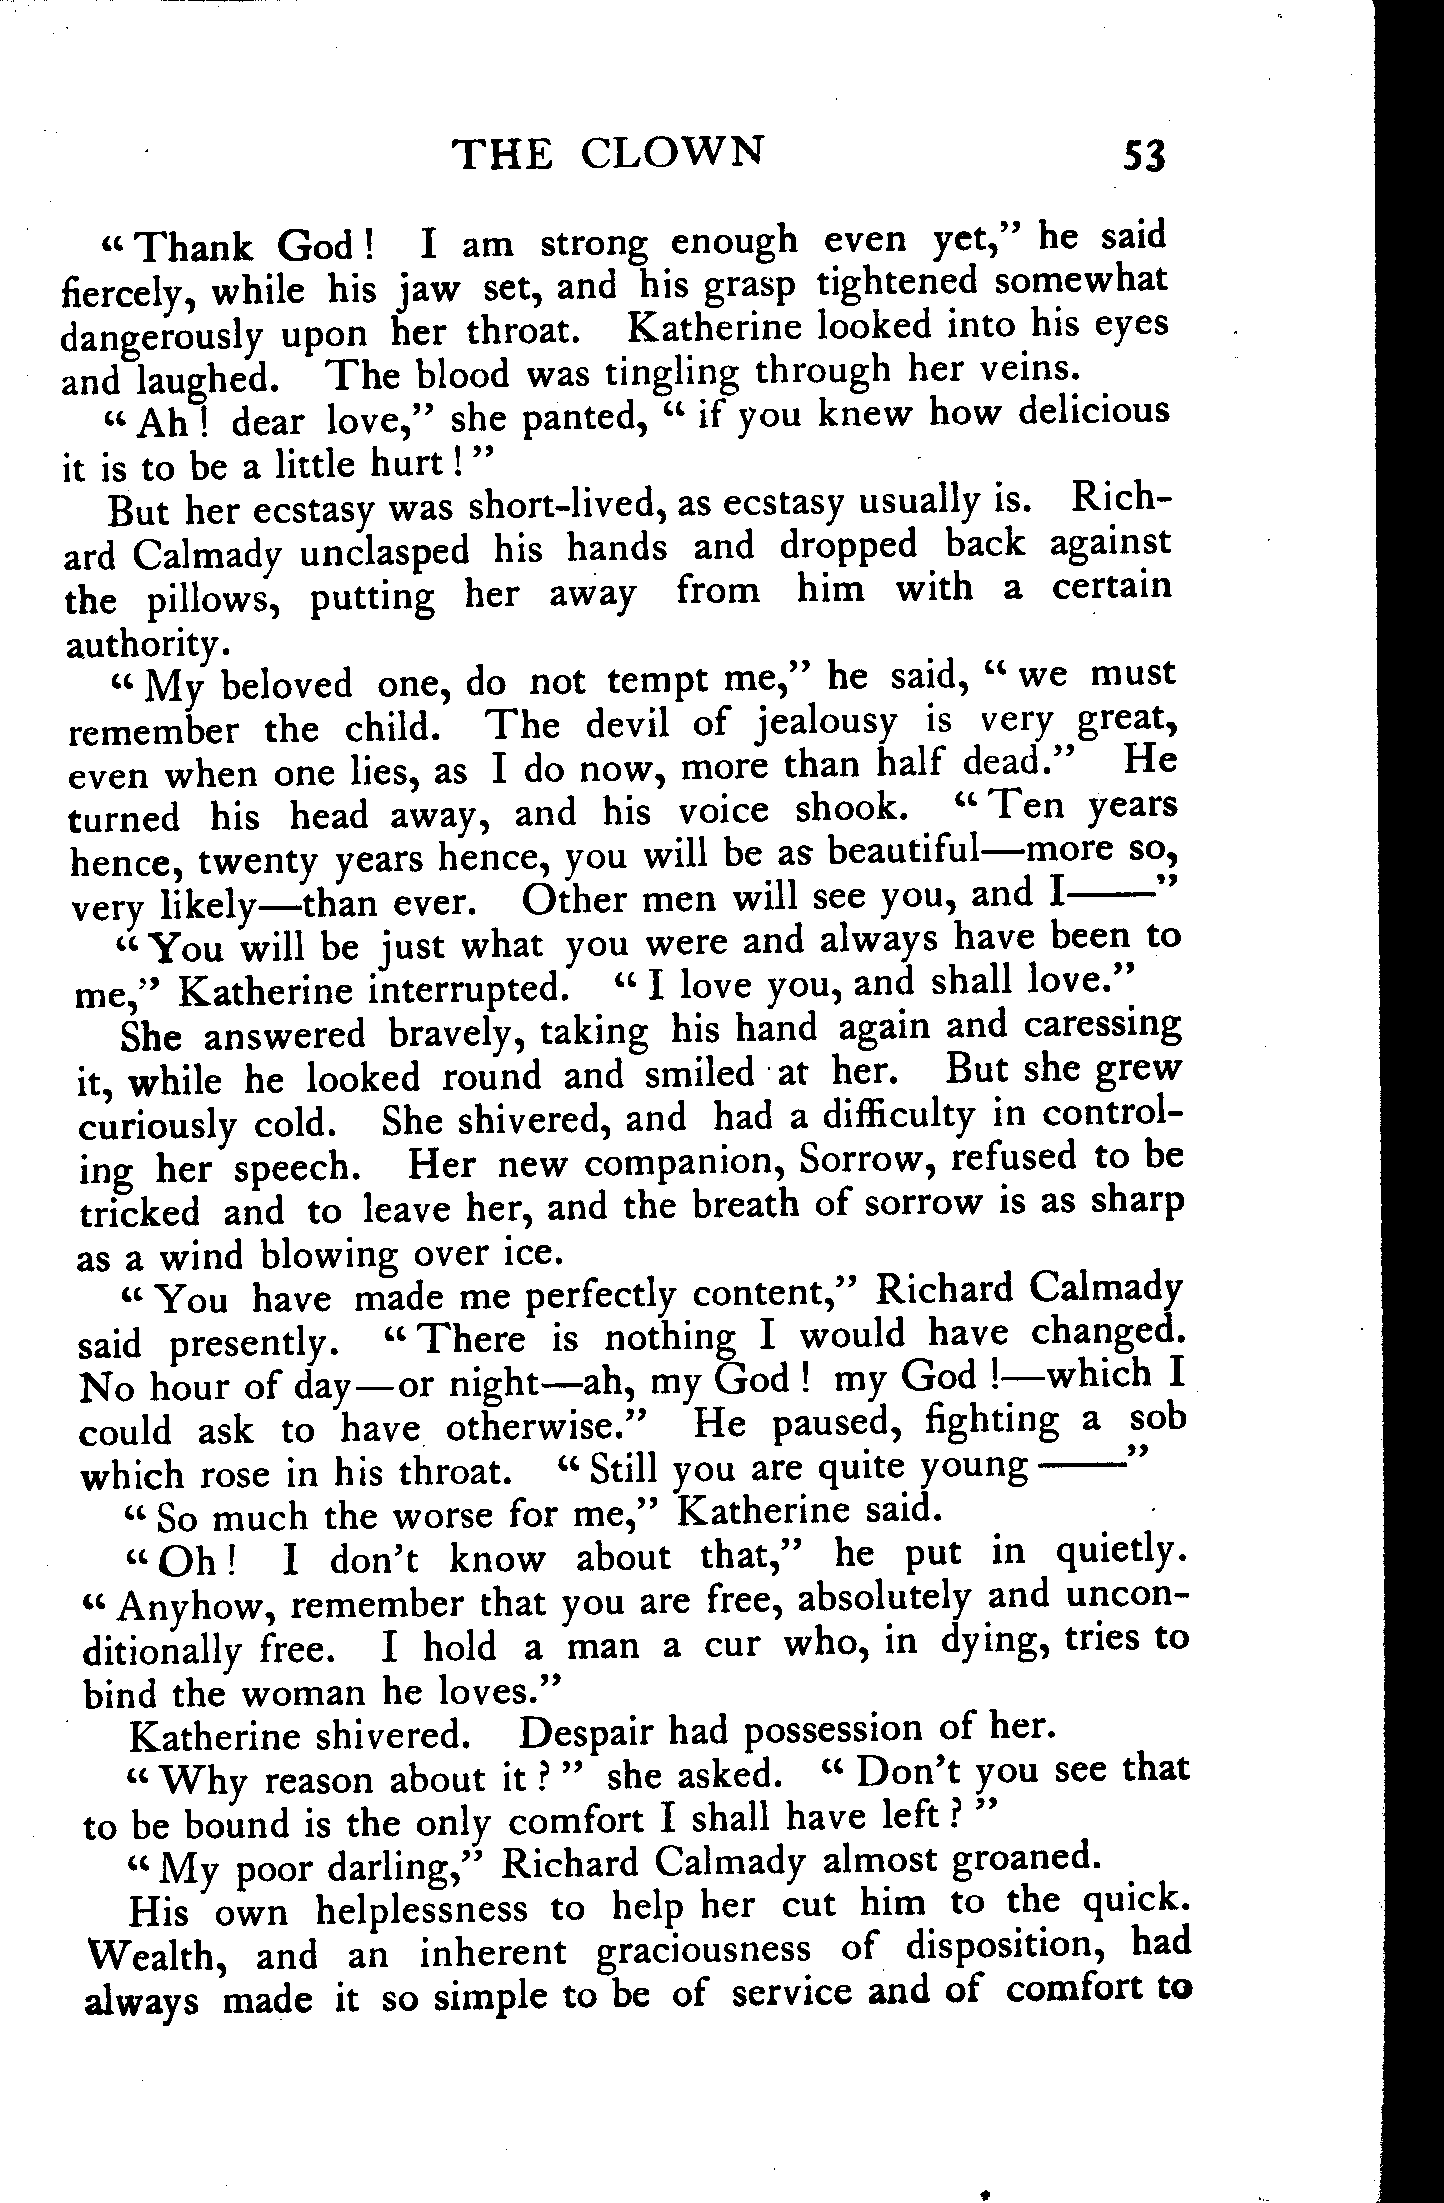 THE CLOWN 53
“Thank God! I am strong enough even yet,” he said
fiercely, while his jaw set, and his grasp tightened somewhat
dangerously upon her throat. Katherine looked into his eyes
and laughed. The blood was tingling through her veins.
“Ah! dear love,” she panted, “if you knew how delicious
it is to be a little hurt!”
But her ecstasy was short-lived, as ecstasy usually is. Rich-
ard Calmady unclasped his hands and dropped back against
the pillows, putting her away from him with a certain
authority.
“My beloved one, do not tempt me,” he said, “we must
remember the child. The devil of jealousy is very great,
even when one lies, as I do now, more than half dead.” He
turned his head away, and his voice shook. “Ten years
hence, twenty years hence, you will be as beautiful—more so,
very likely—than ever. Other men will see you, and I——”
“You will be just what you were and always have been to
me,” Katherine interrupted. “I love you, and shall love.”
She answered bravely, taking his hand again and caressing
it, while he looked round and smiled at her. But she grew
curiously cold. She shivered, and had a difficulty in control-
ing her speech. Her new companion, Sorrow, refused to be
tricked and to leave her, and the breath of sorrow is as sharp
as a wind blowing over ice.
“You have made me perfectly content,” Richard Calmady
said presently. “There is nothing I would have changed.
No hour of day—or night—ah, my God! my God!—which I
could ask to have otherwise.” He paused, fighting a sob
which rose in his throat. “Still you are quite young——”
“So much the worse for me,” Katherine said.
“Oh! I don’t know about that,” he put in quietly.
“Anyhow, remember that you are free, absolutely and uncon-
ditionally free. I hold a man a cur who, in dying, tries to
bind the woman he loves.”
Katherine shivered. Despair had possession of her.
“Why reason about it?” she asked. “Don’t you see that
to be bound is the only comfort I shall have left?”
“My poor darling,” Richard Calmady almost groaned.
His own helplessness to help her cut him to the quick.
Wealth, and an inherent graciousness of disposition, had
always made it so simple to be of service and of comfort to